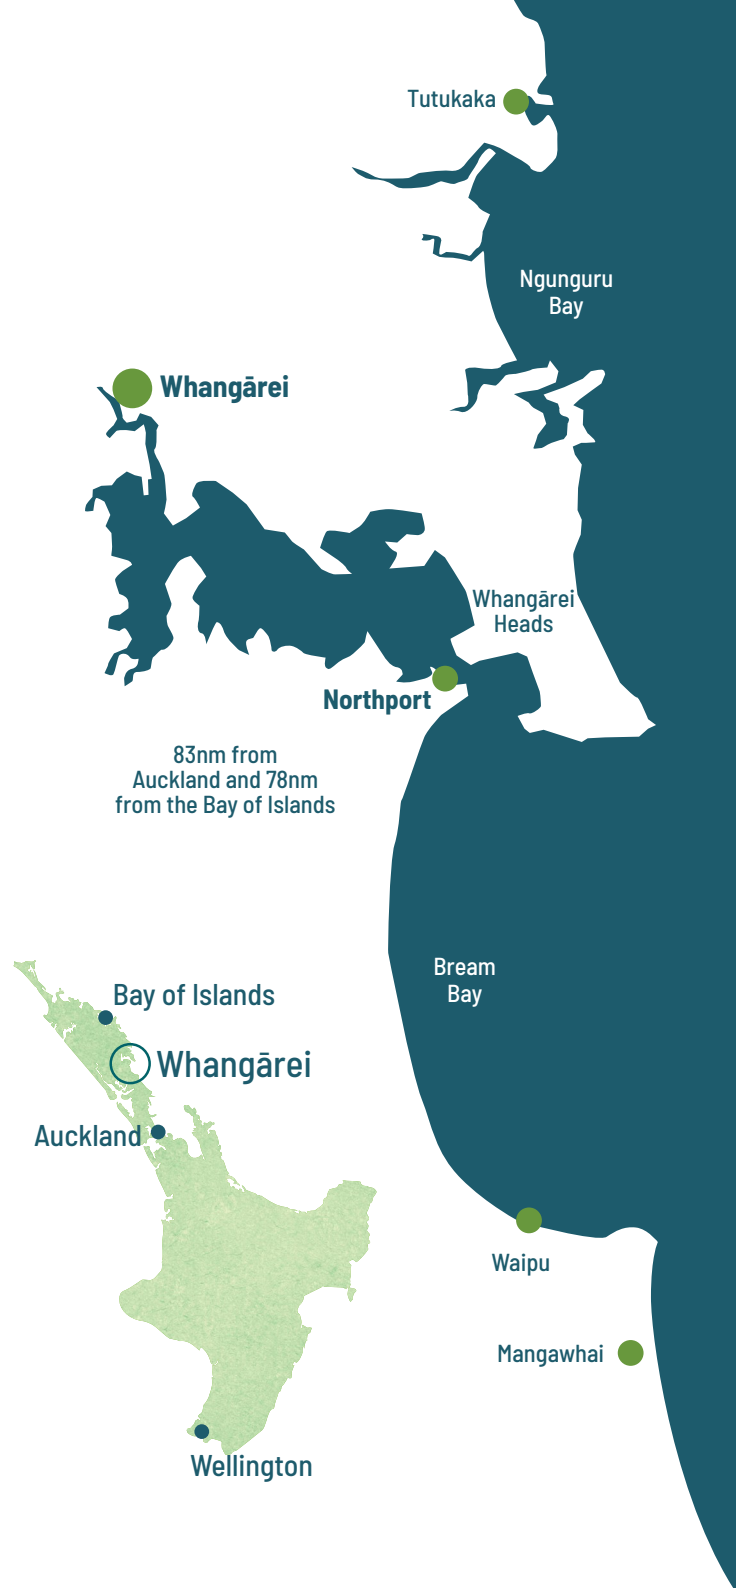 Tutukaka
Ngunguru
Bay
Whangārei
Whangārei
Heads
Northport
83nm from
Auckland and 78nm
from the Bay of Islands
Bream
Bay
Bay of Islands
Whangārei
Auckland
Waipu
Mangawhai
Wellington